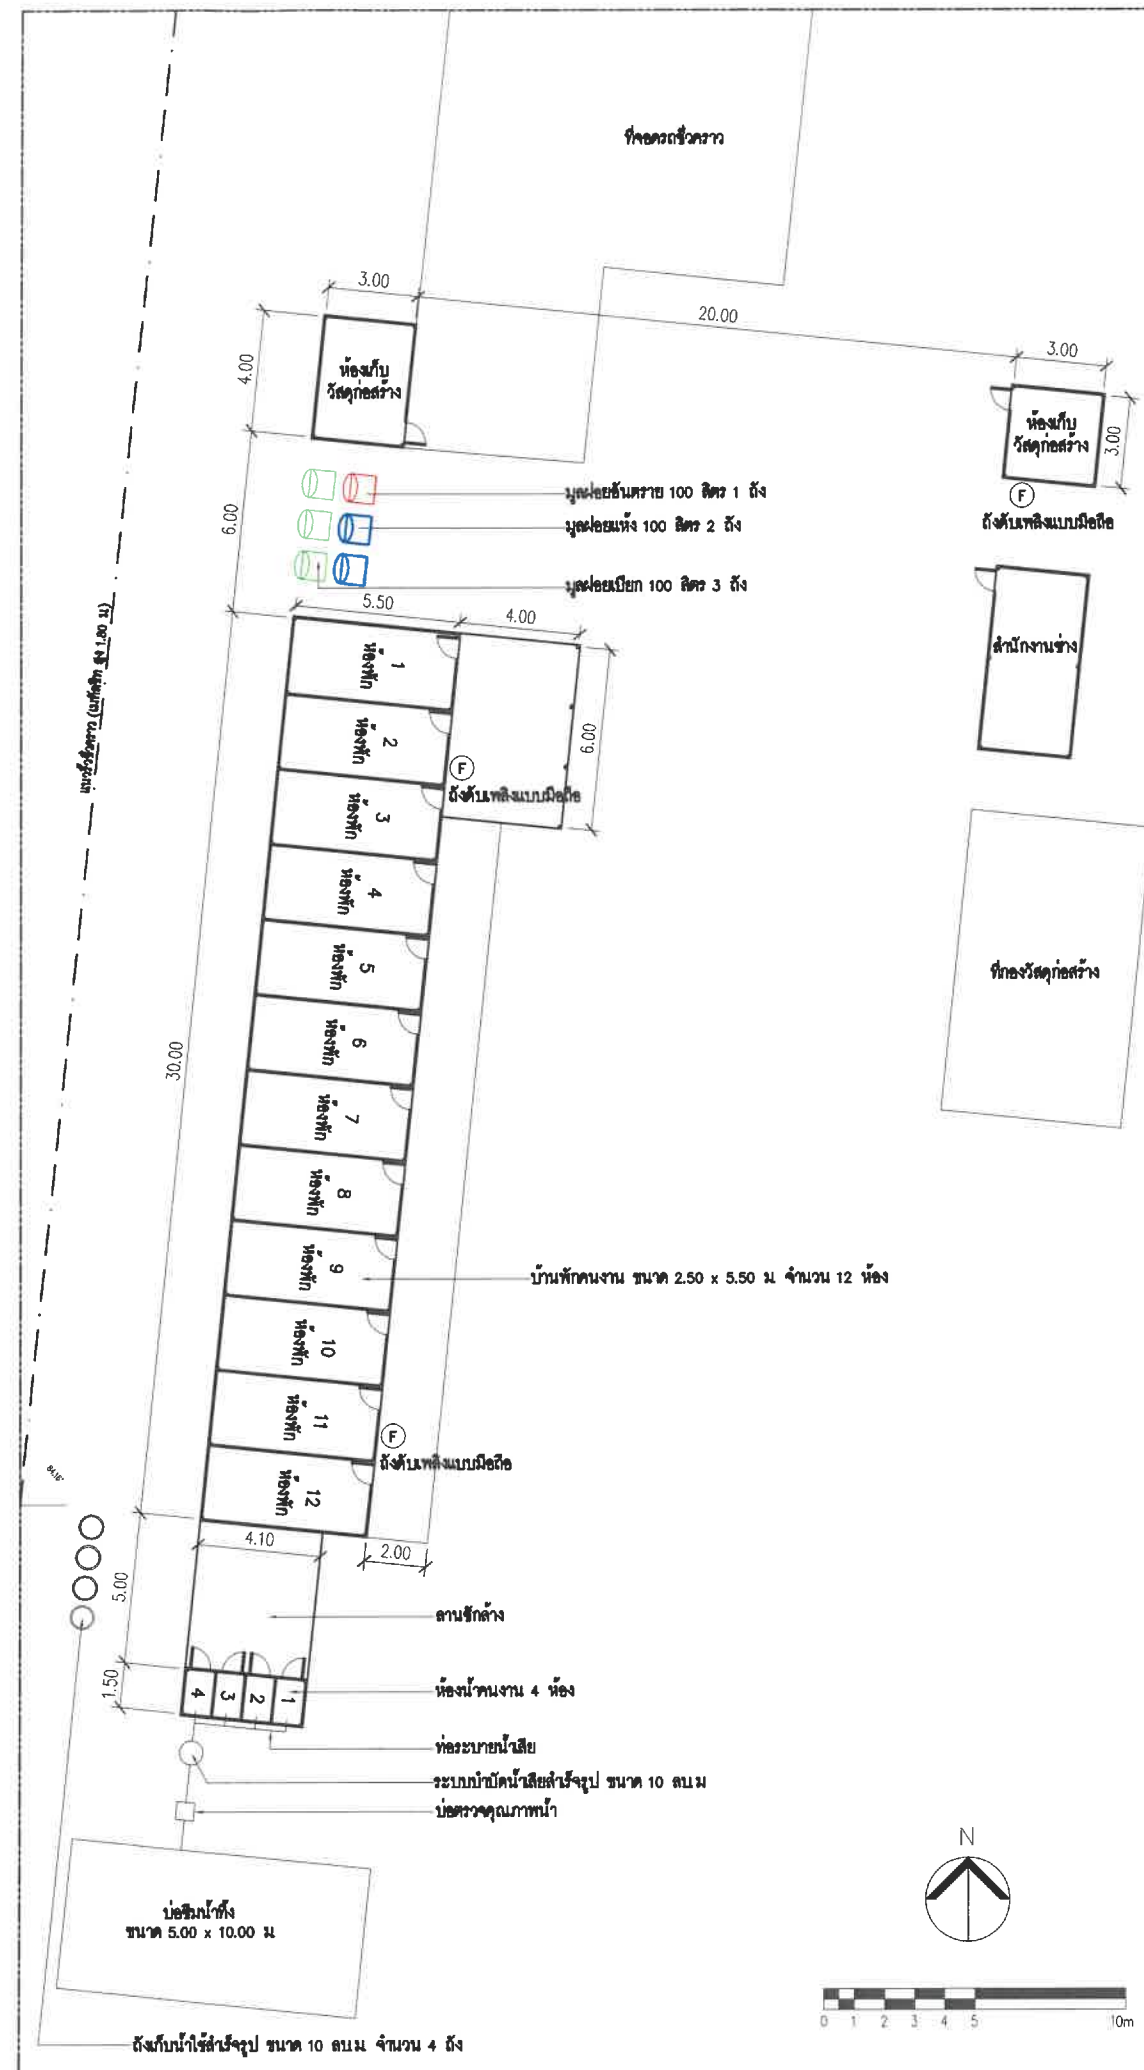 ที่จอดรถชั่วคราว
3.00
20.00
3.00
4.00
ห้องเก็บ
วัสดุก่อสร้าง
ห้องเก็บ
วัสดุก่อสร้าง
3.00
F
ถังดับเพลิงแบบมือถือ
6.00
มูลฝอยอันตราย 100 ลิตร 1 ถัง
มูลฝอยแห้ง 100 ลิตร 2 ถัง
มูลฝอยเปียก 100 ลิตร 3 ถัง
5.50
4.00
แนวรั้วชั่วคราว (เมทัลชีท สูง 1.80 ม)
สำนักงานช่าง
6.00
1
ห้องพัก
2
ห้องพัก
F
ถังดับเพลิงแบบมือถือ
3
ห้องพัก
4
ห้องพัก
5
ห้องพัก
ที่กองวัสดุก่อสร้าง
6
ห้องพัก
30.00
7
ห้องพัก
8
ห้องพัก
9
ห้องพัก
บ้านพักคนงาน ขนาด 2.50 x 5.50 ม. จำนวน 12 ห้อง
10
ห้องพัก
11
ห้องพัก
F
ถังดับเพลิงแบบมือถือ
12
ห้องพัก
4.10
2.00
5.00
ลานซักล้าง
1.50
4 3 2 1
ห้องน้ำคนงาน 4 ห้อง
ท่อระบายน้ำเสีย
ระบบบำบัดน้ำเสียสำเร็จรูป ขนาด 10 ลบ.ม
บ่อตรวจคุณภาพน้ำ
N
บ่อซึมน้ำทิ้ง
ขนาด 5.00 x 10.00 ม.
0 1 2 3 4 5 10m
ถังเก็บน้ำใช้สำเร็จรูป ขนาด 10 ลบ.ม. จำนวน 4 ถัง